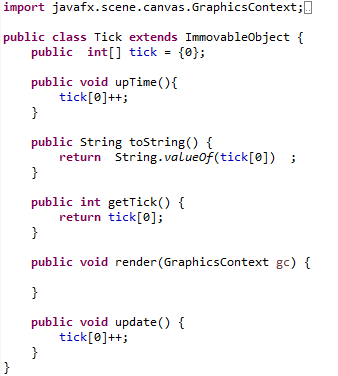 import javafx.scene.canvas.GraphicsContext;
public class Tick extends ImmovableObject {
    public  int[] tick = {0};
    public void upTime(){
        tick[0]++;
    }
    public String toString() {
        return  String.valueOf(tick[0])  ;
    }
    public int getTick() {
        return tick[0];
    }
    public void render(GraphicsContext gc) {
    }
    public void update() {
        tick[0]++;
    }
}